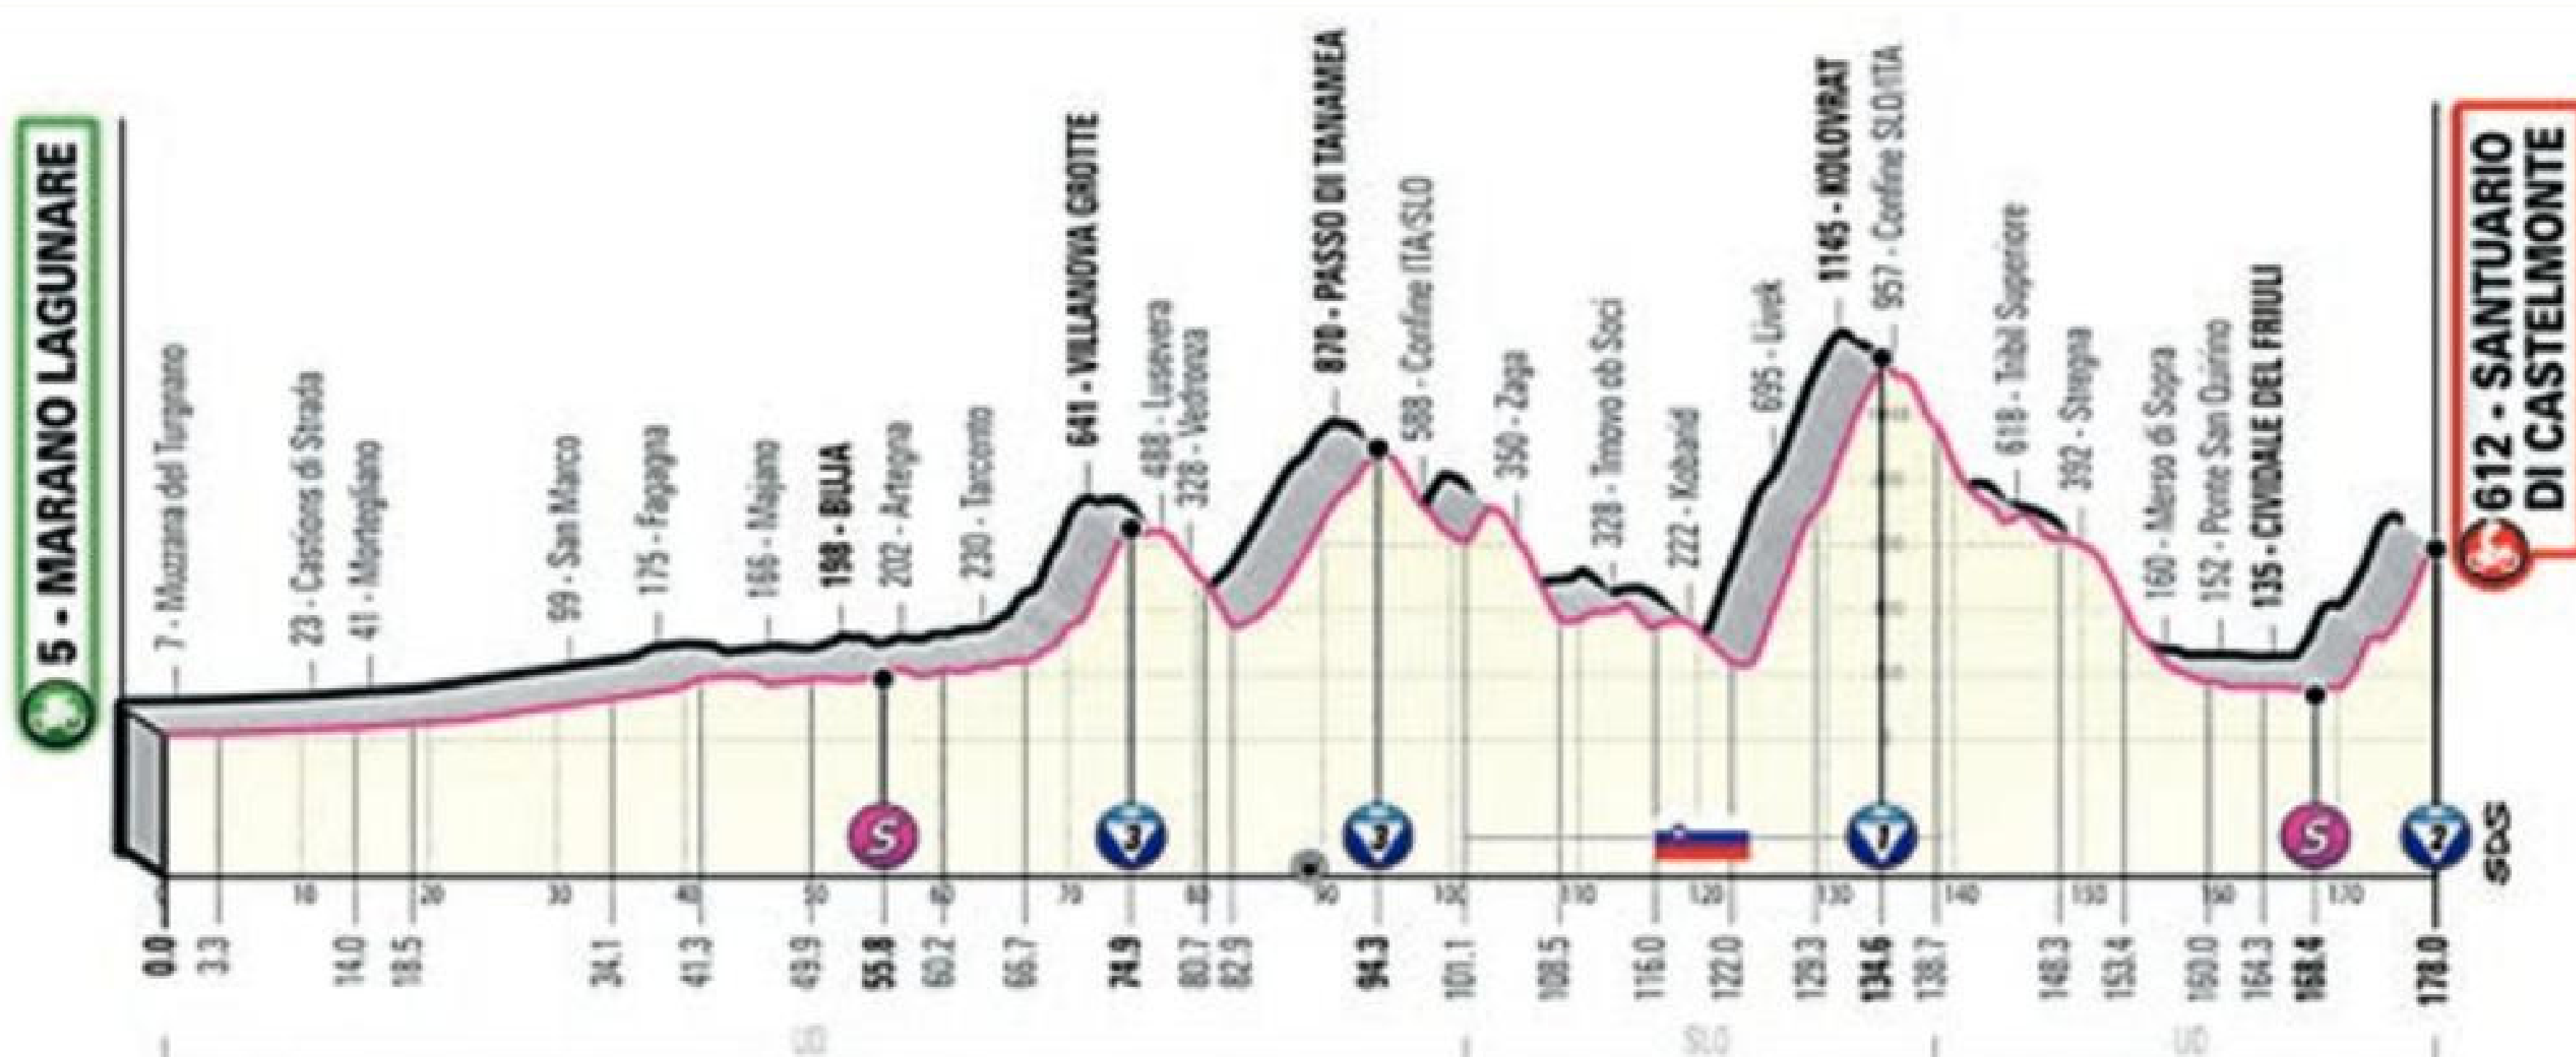 5 • MARANO LAGUNARE
7 - Muzzana del Turgnano
23 - Castions di Strada
41 - Mortegliano
99 - San Marco
175 - Fagagna
166 - Majano
198 - BUJA
202 - Artegna
230 - Tarcento
641 - VILLANOVA GROTTE
488 - Lusevera
328 - Vedronza
870 - PASSO DI TANAMEA
588 - Confine ITA/SLO
350 - Zaga
328 - Trnovo ob Soci
222 - Kobarid
695 - Livek
1145 - KOLOVRAT
957 - Confine SLO/ITA
618 - Tribil Superiore
392 - Stregna
160 - Merso di Sopra
152 - Ponte San Quirino
135 - CIVIDALE DEL FRIULI
612 • SANTUARIO
DI CASTELMONTE
S
3
3
1
S
2
SDS
10
20
30
40
50
60
70
80
90
100
110
120
130
140
150
160
170
0.0
3.3
14.0
18.5
34.1
41.3
49.9
55.8
60.2
66.7
74.9
80.7
82.9
94.3
101.1
108.5
116.0
122.0
129.3
134.6
138.7
148.3
153.4
160.0
164.3
168.4
178.0
UD
SLO
UD